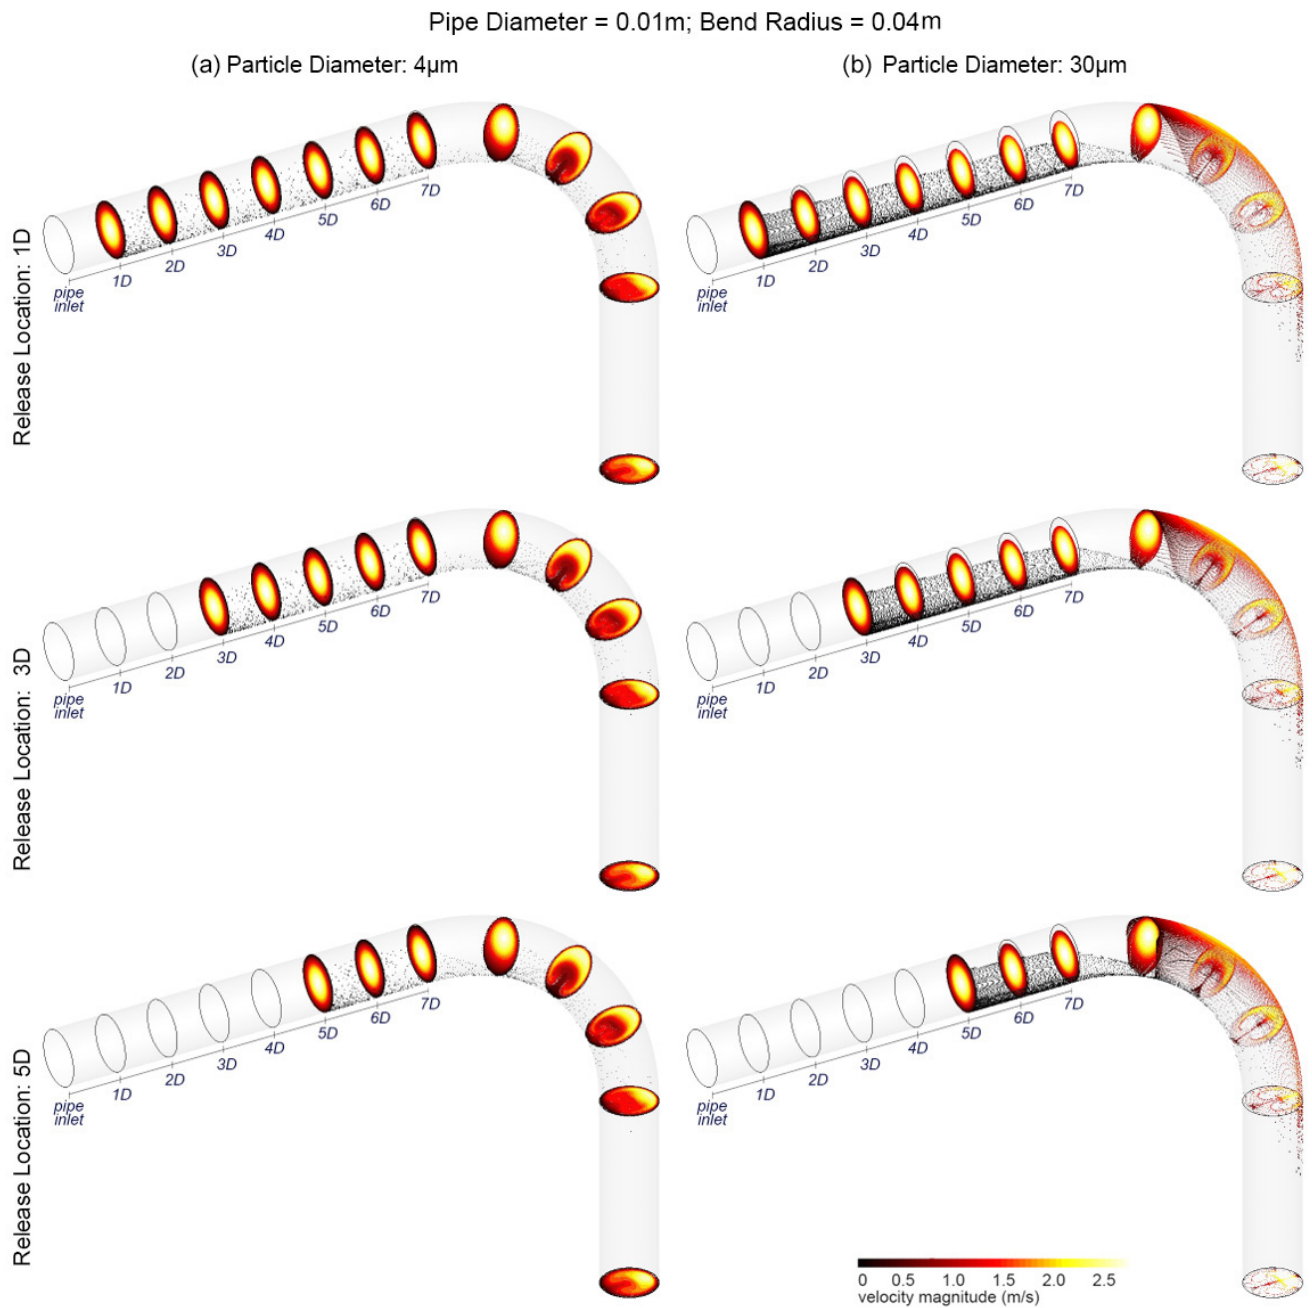 Pipe Diameter = 0.01m; Bend Radius = 0.04m
(a) Particle Diameter: 4µm
(b) Particle Diameter: 30µm
Release Location: 1D
pipe
inlet
1D
2D
3D
4D
5D
6D
7D
pipe
inlet
1D
2D
3D
4D
5D
6D
7D
Release Location: 3D
pipe
inlet
1D
2D
3D
4D
5D
6D
7D
pipe
inlet
1D
2D
3D
4D
5D
6D
7D
Release Location: 5D
pipe
inlet
1D
2D
3D
4D
5D
6D
7D
pipe
inlet
1D
2D
3D
4D
5D
6D
7D
0 0.5 1.0 1.5 2.0 2.5
velocity magnitude (m/s)